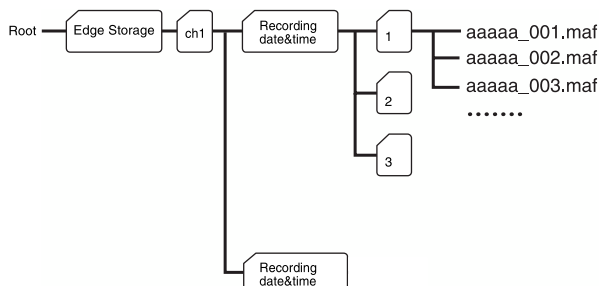 Root
Edge Storage
ch1
Recording
date&time
1
aaaaa_001.maf
aaaaa_002.maf
aaaaa_003.maf
.......
2
3
Recording
date&time